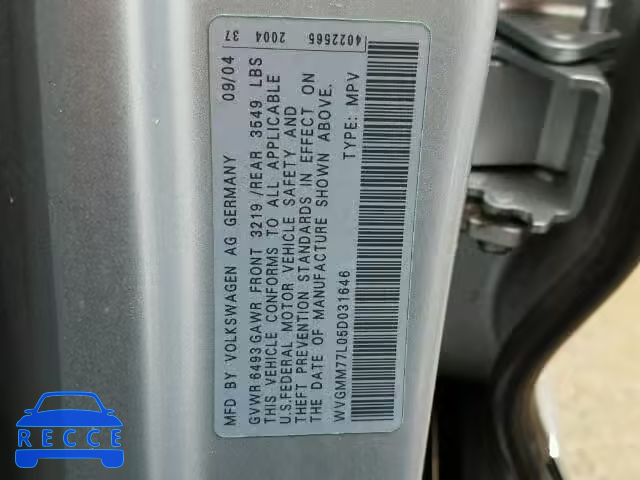 MFD BY VOLKSWAGEN AG GERMANY 09/04
GVWR 6493 GAWR FRONT 3219 /REAR 3549 LBS
THIS VEHICLE CONFORMS TO ALL APPLICABLE
U.S.FEDERAL MOTOR VEHICLE SAFETY AND
THEFT PREVENTION STANDARDS IN EFFECT ON
THE DATE OF MANUFACTURE SHOWN ABOVE.
WVGMM77L05D031646 TYPE: MPV
37 2004 4022565
RECCE